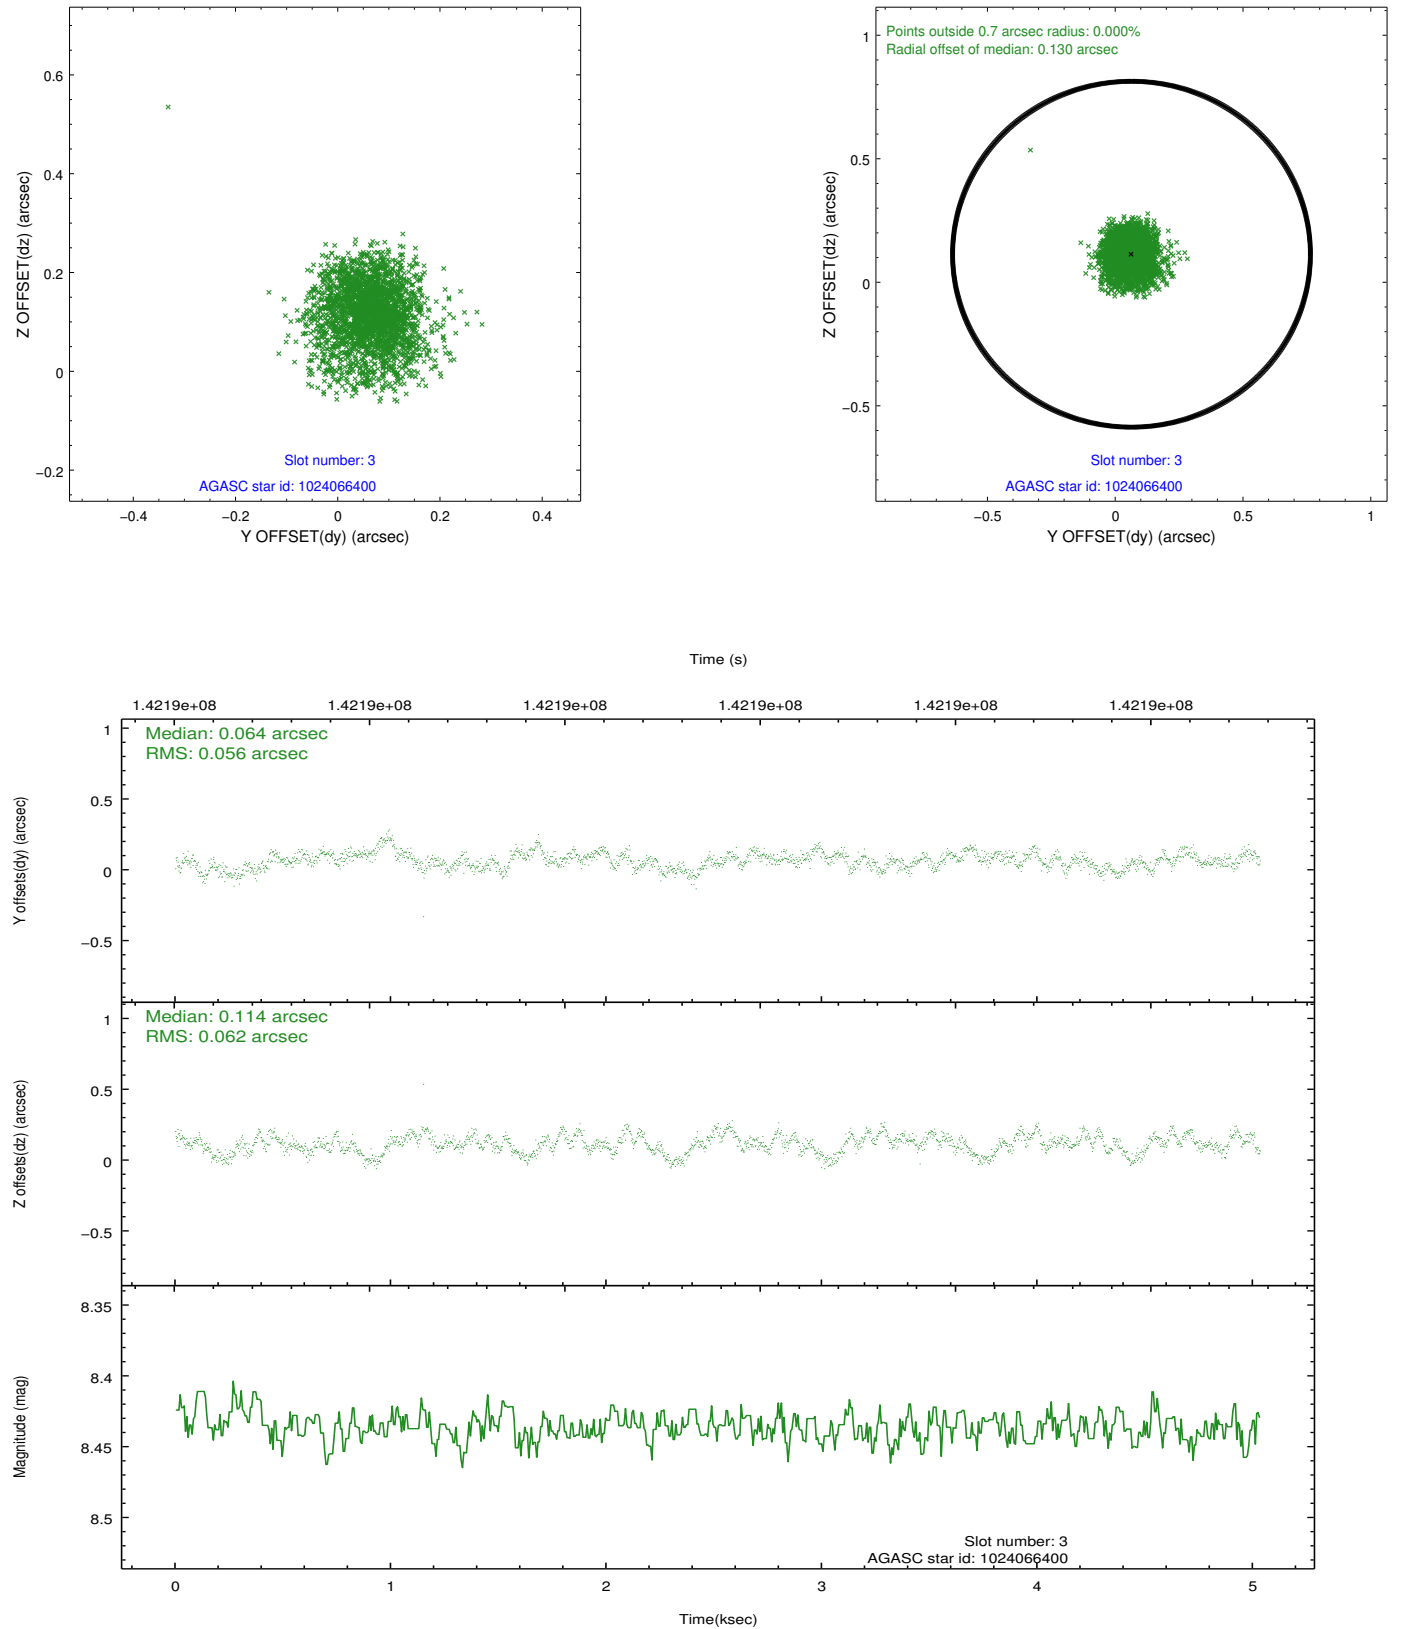 0.6
0.4
0.2
0
−0.2
Z OFFSET(dz) (arcsec)
Slot number: 3
AGASC star id: 1024066400
−0.4 −0.2 0 0.2 0.4
Y OFFSET(dy) (arcsec)
Points outside 0.7 arcsec radius: 0.000%
Radial offset of median: 0.130 arcsec
1
0.5
0
−0.5
Z OFFSET(dz) (arcsec)
Slot number: 3
AGASC star id: 1024066400
−0.5 0 0.5 1
Y OFFSET(dy) (arcsec)
Time (s)
1.4219e+08 1.4219e+08 1.4219e+08 1.4219e+08 1.4219e+08 1.4219e+08
Median: 0.064 arcsec
RMS: 0.056 arcsec
1
0.5
0
−0.5
Y offsets(dy) (arcsec)
Median: 0.114 arcsec
RMS: 0.062 arcsec
1
0.5
0
−0.5
Z offsets(dz) (arcsec)
8.35
8.4
8.45
8.5
Magnitude (mag)
Slot number: 3
AGASC star id: 1024066400
0 1 2 3 4 5
Time(ksec)